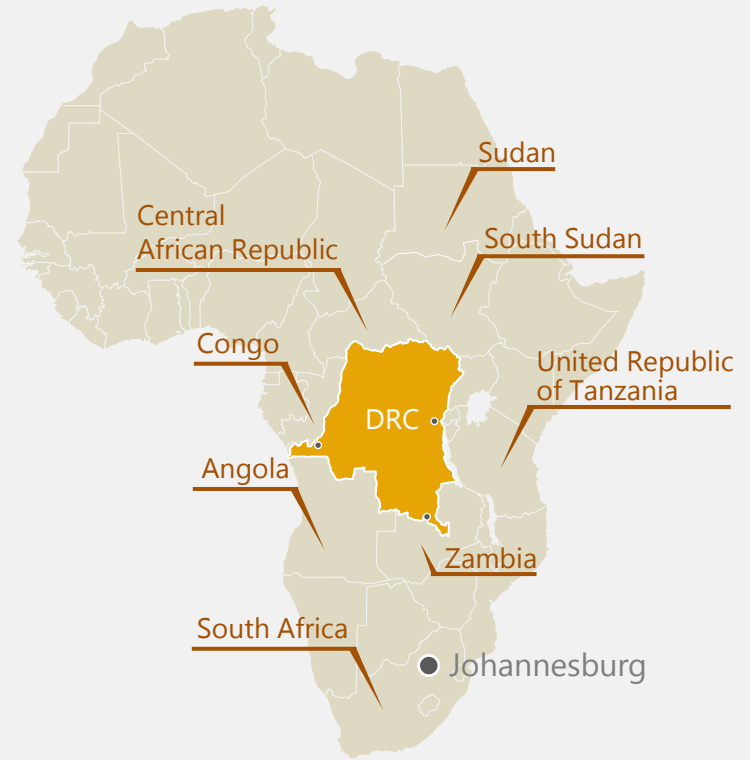 Sudan
Central
African Republic
South Sudan
Congo
United Republic
of Tanzania
DRC
Angola
Zambia
South Africa
Johannesburg